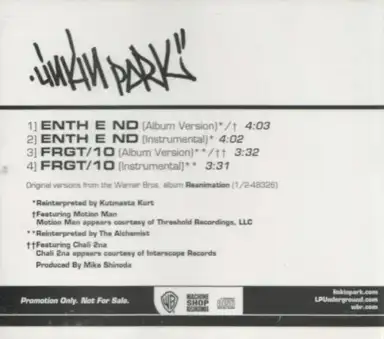 LINKIN PARK
1] ENTH E ND (Album Version)*/† 4:03
2] ENTH E ND (Instrumental)* 4:02
3] FRGT/10 (Album Version)**/†† 3:32
4] FRGT/10 (Instrumental)** 3:31
Original versions from the Warner Bros. album Reanimation (1/2-48326)
*Reinterpreted by Kutmasta Kurt
†Featuring Motion Man
Motion Man appears courtesy of Threshold Recordings, LLC
**Reinterpreted by The Alchemist
††Featuring Chali 2na
Chali 2na appears courtesy of Interscope Records
Produced By Mike Shinoda
Promotion Only. Not For Sale.
WB
MACHINE
SHOP
RECORDINGS
linkinpark.com
LPUnderground.com
wbr.com